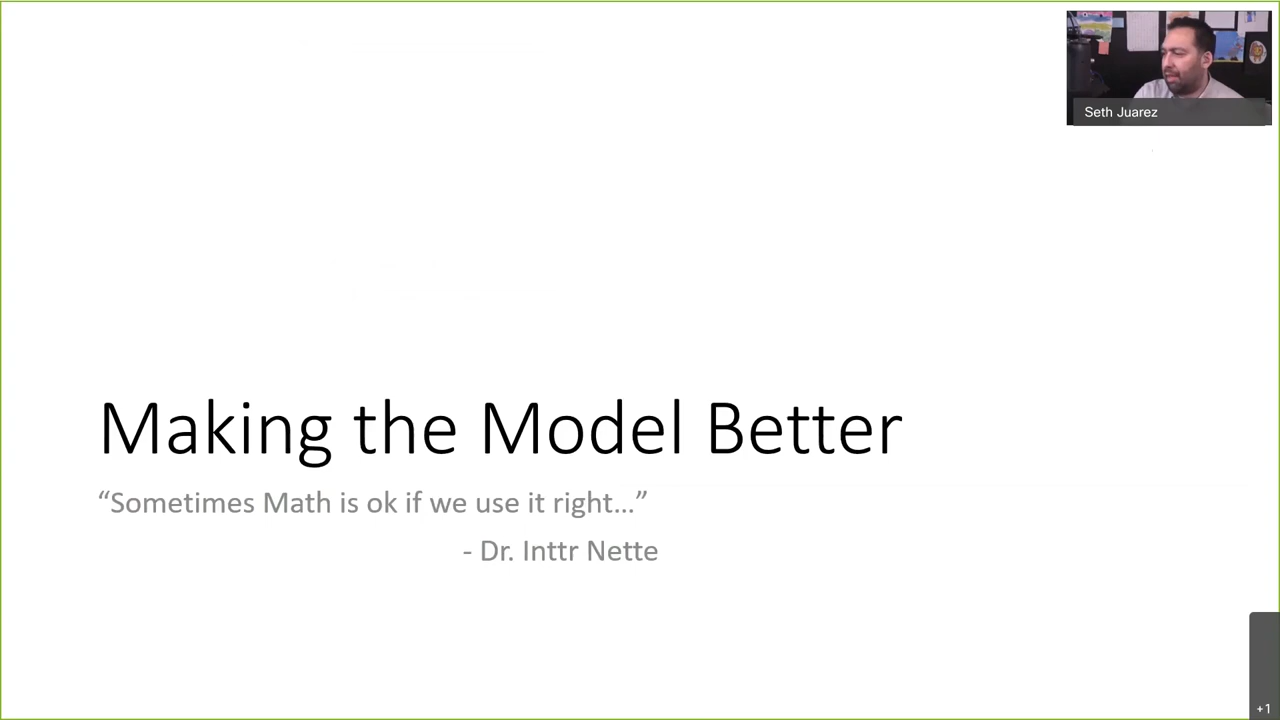 Seth Juarez
Making the Model Better
“Sometimes Math is ok if we use it right…”
- Dr. Inttr Nette
+1